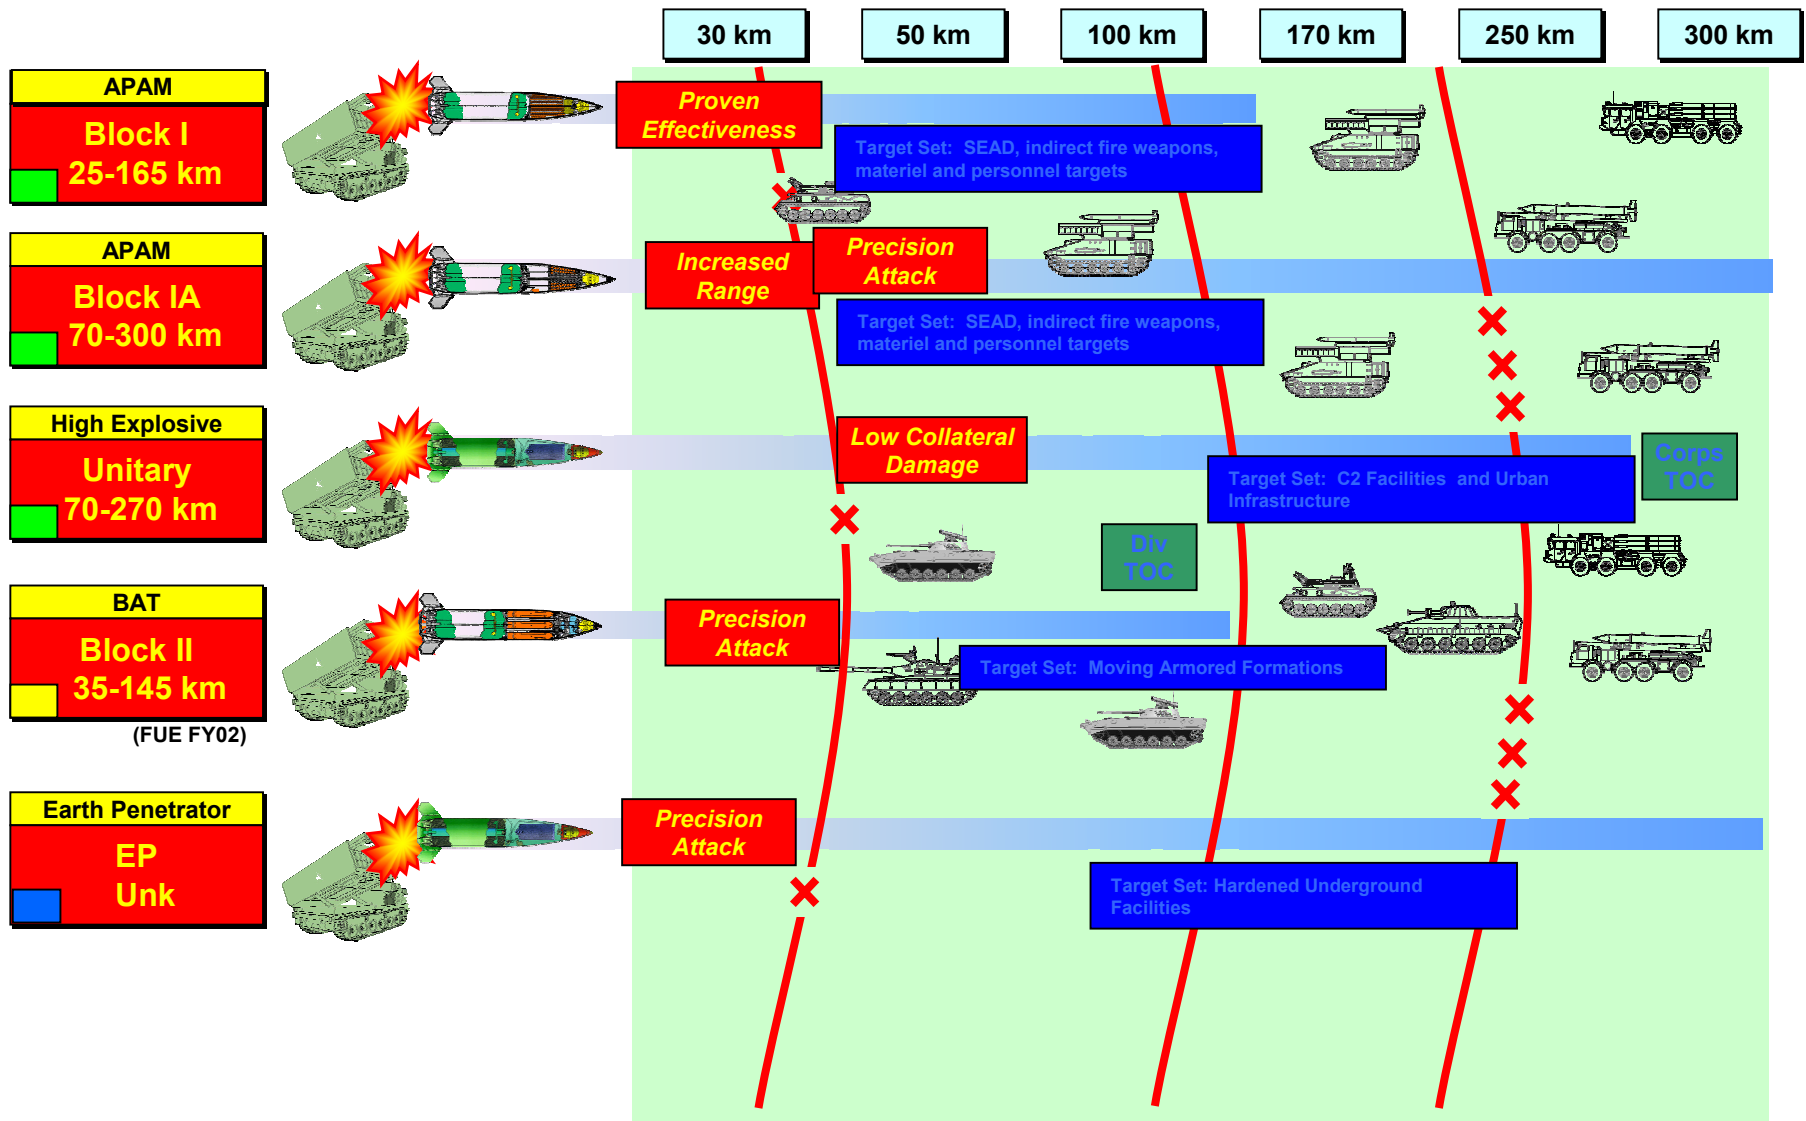 30 km
50 km
100 km
170 km
250 km
300 km
APAM
Block I
25-165 km
Proven
Effectiveness
Target Set:  SEAD, indirect fire weapons,
materiel and personnel targets
APAM
Block IA
70-300 km
Increased
Range
Precision
Attack
Target Set:  SEAD, indirect fire weapons,
materiel and personnel targets
High Explosive
Unitary
70-270 km
Low Collateral
Damage
Target Set:  C2 Facilities  and Urban
Infrastructure
Corps
TOC
Div
TOC
BAT
Block II
35-145 km
(FUE FY02)
Precision
Attack
Target Set:  Moving Armored Formations
Earth Penetrator
EP
Unk
Precision
Attack
Target Set: Hardened Underground
Facilities